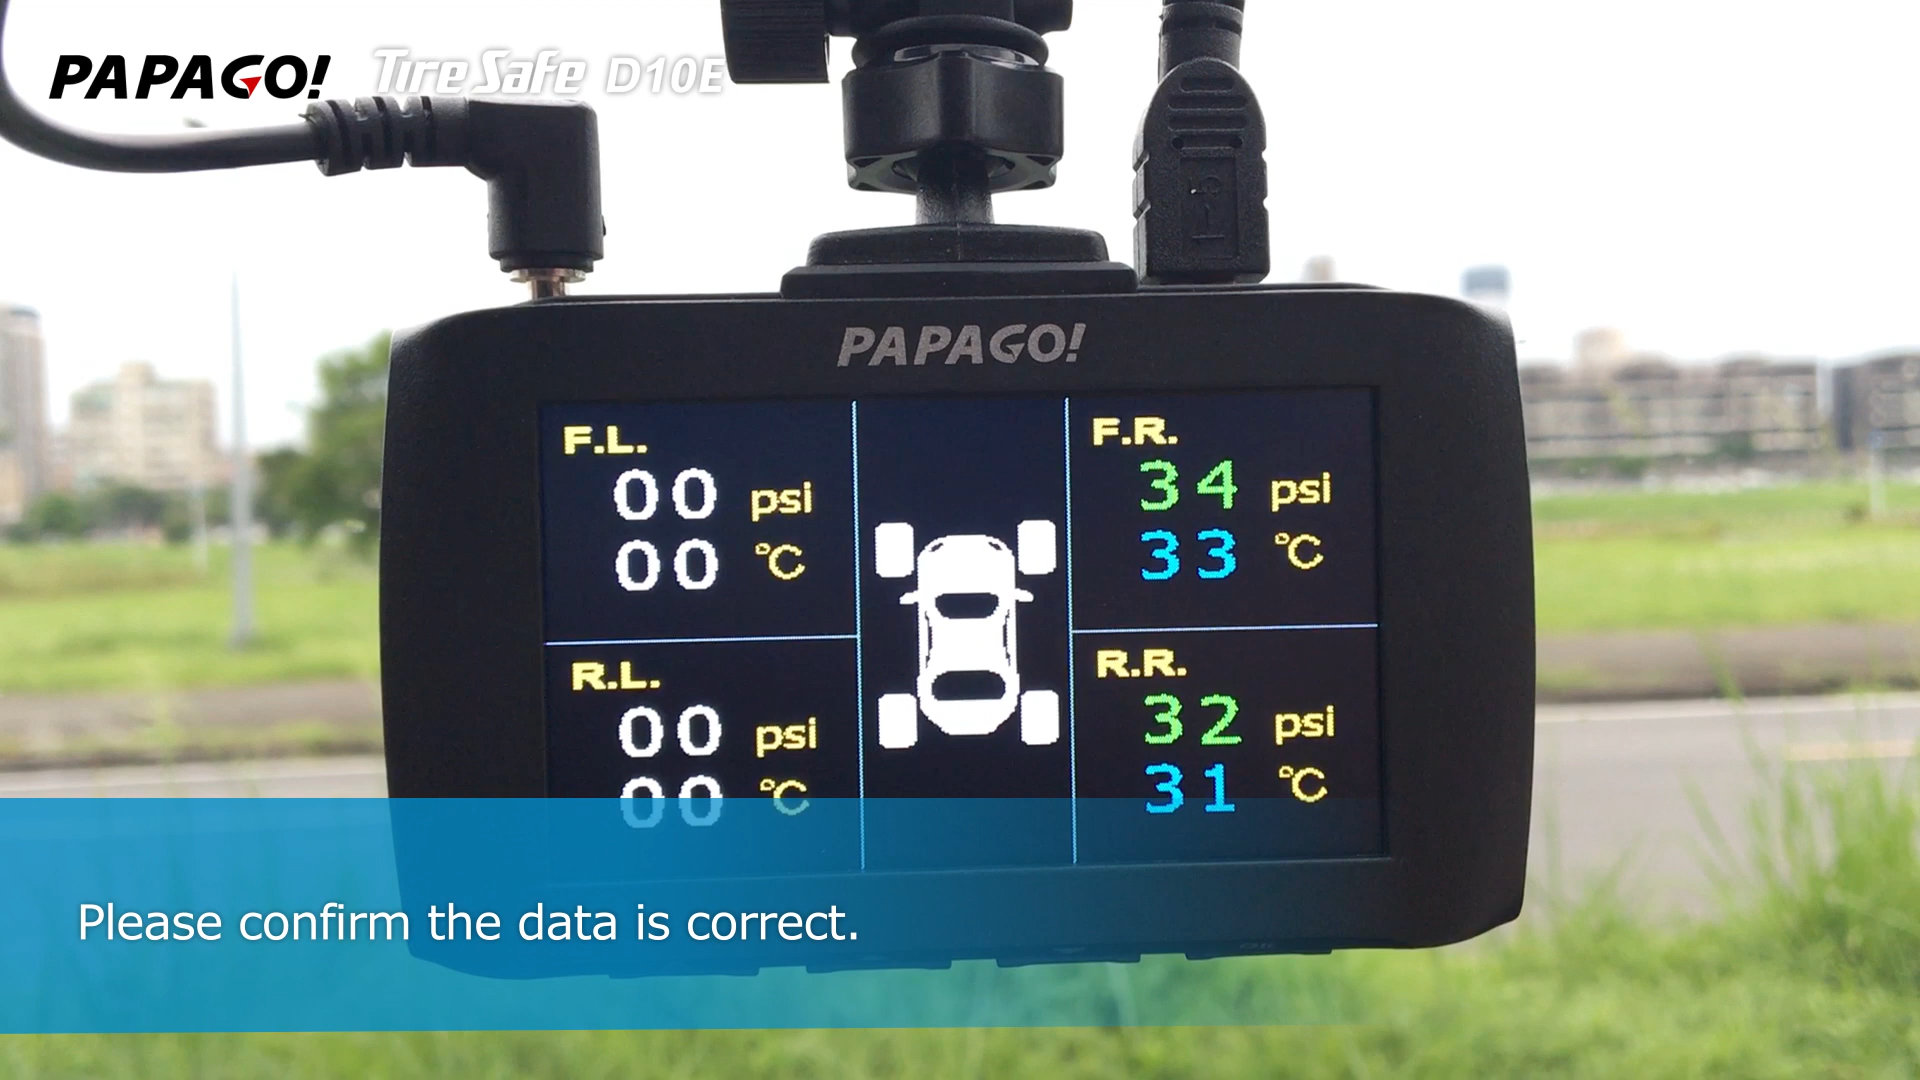 PAPAGO! TireSafe D10E
PAPAGO!
F.L.
00 psi
00 °C
F.R.
34 psi
33 °C
R.L.
00 psi
00 °C
R.R.
32 psi
31 °C
Please confirm the data is correct.